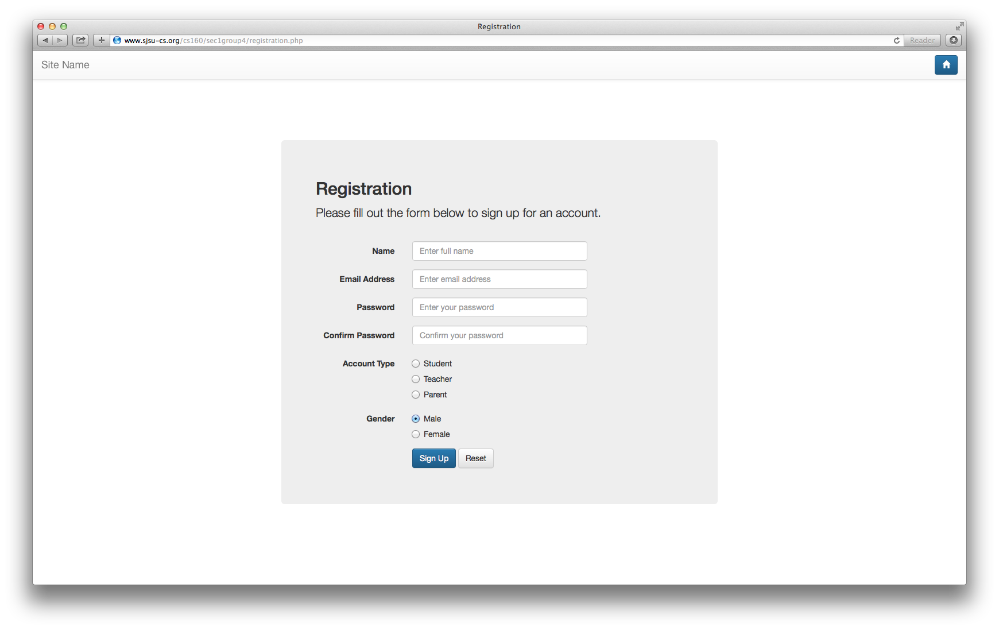 Registration
www.sjsu-cs.org/cs160/sec1group4/registration.php
Reader
Site Name
Registration
Please fill out the form below to sign up for an account.
Name Enter full name
Email Address Enter email address
Password Enter your password
Confirm Password Confirm your password
Account Type Student
Teacher
Parent
Gender Male
Female
Sign Up Reset